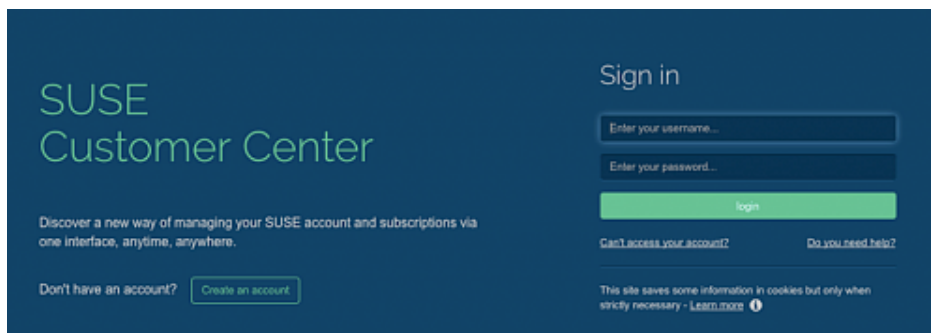 SUSE
Customer Center
Discover a new way of managing your SUSE account and subscriptions via
one interface, anytime, anywhere.
Don't have an account?
Create an account
Sign in
Enter your username...
Enter your password...
login
Can't access your account?
Do you need help?
This site saves some information in cookies but only when
strictly necessary - Learn more